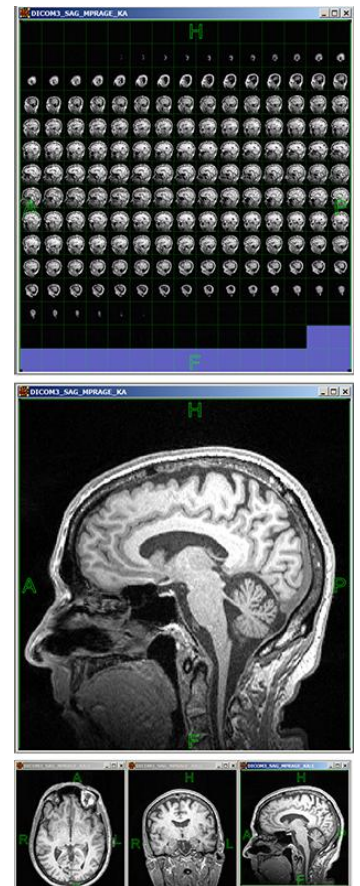 DICOM3_SAG_MPRAGE_KA
H
A P
F
DICOM3_SAG_MPRAGE_KA
H
A P
F
A H H
R L R L A P
F